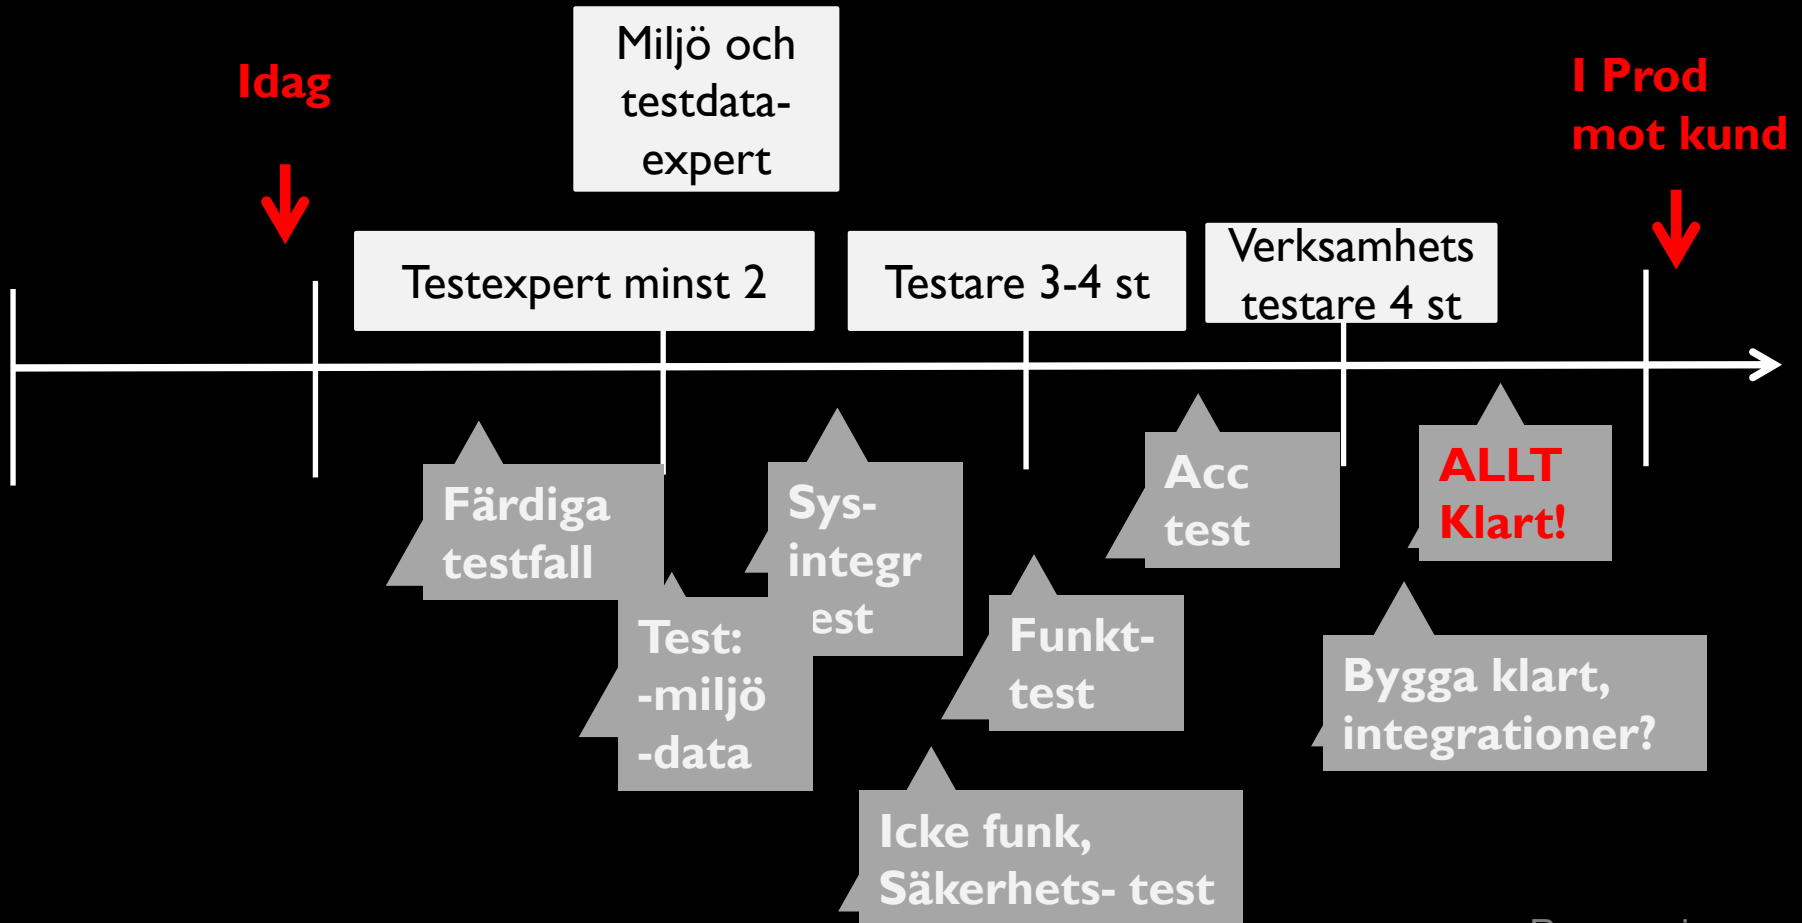 Miljö och
testdata-
expert
Idag
I Prod
mot kund
Testexpert minst 2
Testare 3-4 st
Verksamhets
testare 4 st
Färdiga
testfall
Sys-
integr
est
Acc
test
ALLT
Klart!
Test:
-miljö
-data
Funkt-
test
Bygga klart,
integrationer?
Icke funk,
Säkerhets- test